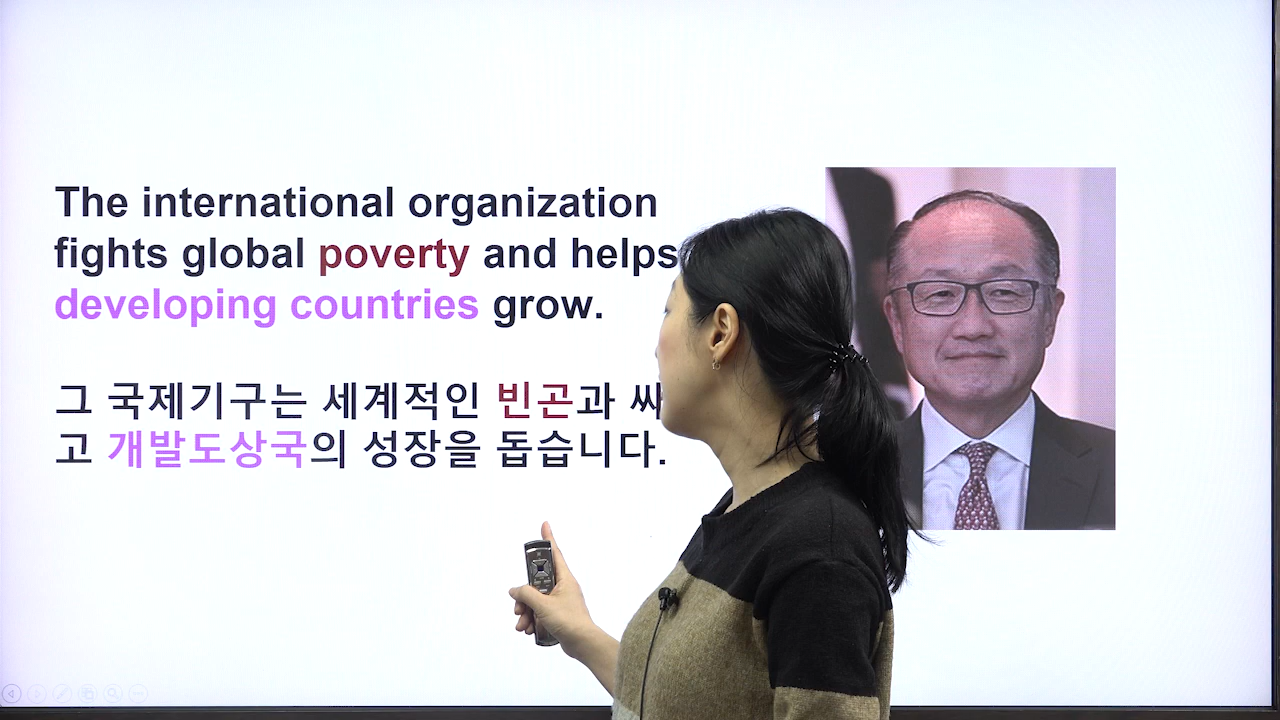 The international organization
fights global poverty and helps
developing countries grow.
그 국제기구는 세계적인 빈곤과 싸
고 개발도상국의 성장을 돕습니다.